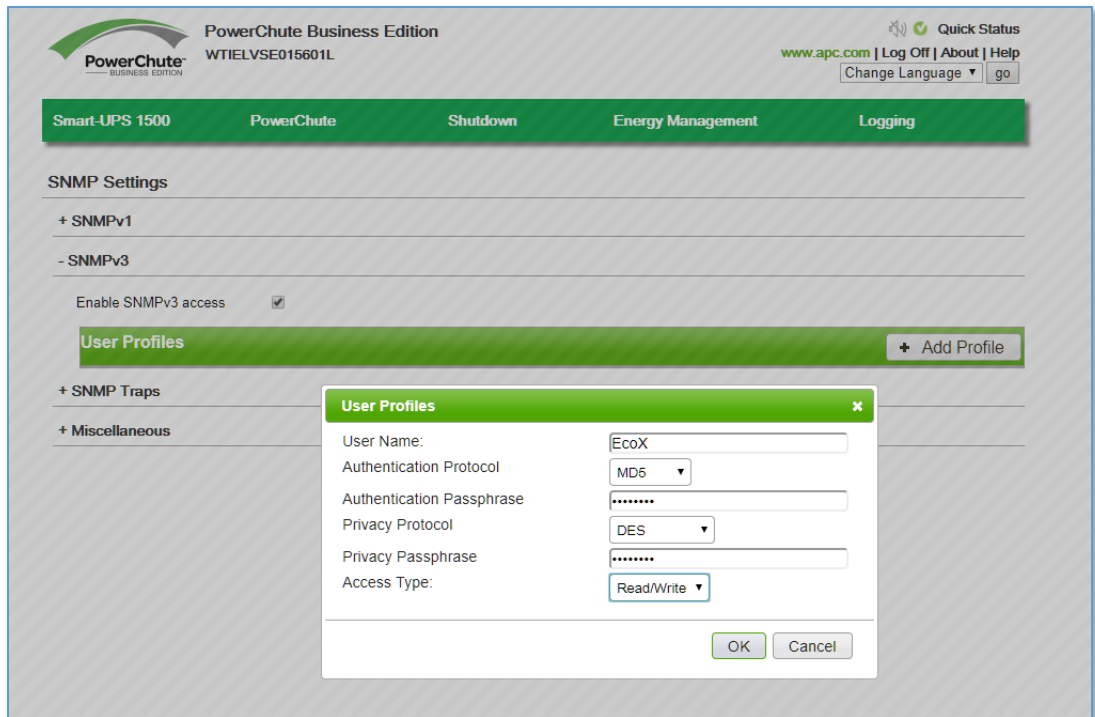 PowerChute Business Edition
WTIELVSE015601L
PowerChute
BUSINESS EDITION
Quick Status
www.apc.com | Log Off | About | Help
Change Language ▼ go
Smart-UPS 1500 PowerChute Shutdown Energy Management Logging
SNMP Settings
+ SNMPv1
- SNMPv3
Enable SNMPv3 access
User Profiles + Add Profile
+ SNMP Traps
+ Miscellaneous
User Profiles x
User Name: EcoX
Authentication Protocol MD5 ▼
Authentication Passphrase ••••••••
Privacy Protocol DES ▼
Privacy Passphrase ••••••••
Access Type: Read/Write ▼
OK Cancel